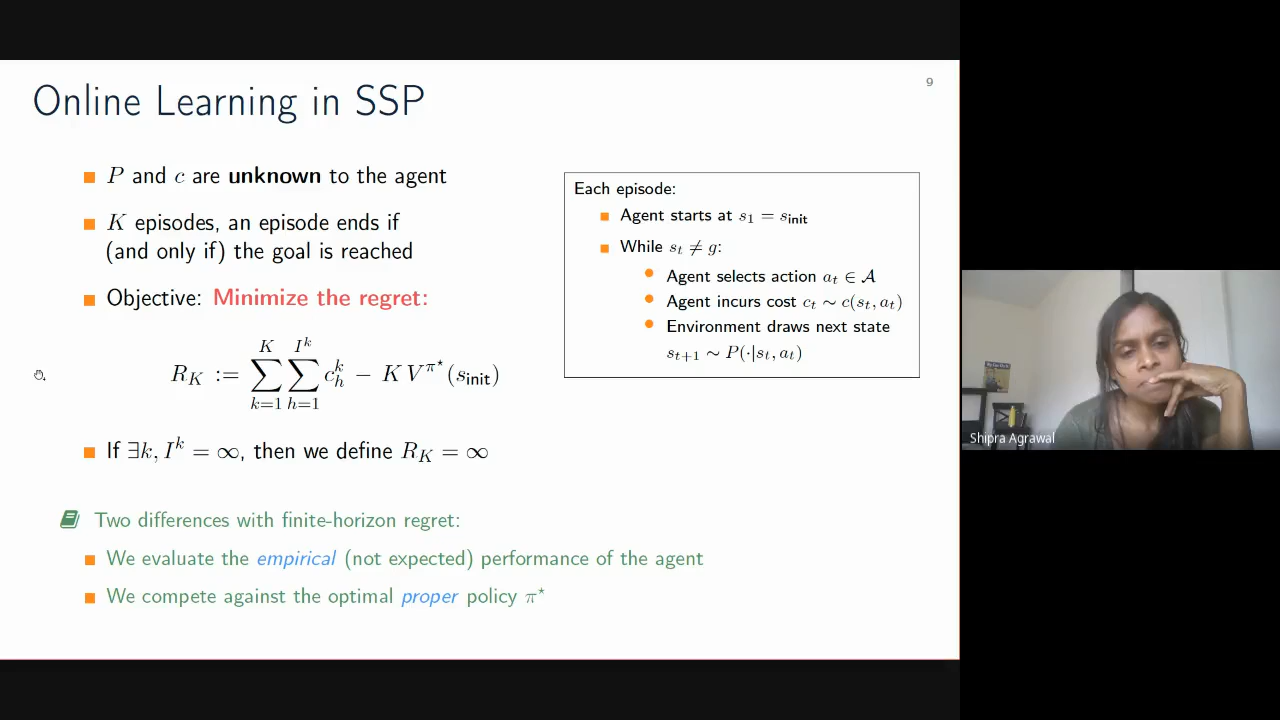 Online Learning in SSP
9
■ P and c are unknown to the agent
■ K episodes, an episode ends if
(and only if) the goal is reached
■ Objective: Minimize the regret:
R_K := \sum_{k=1}^{K} \sum_{h=1}^{I^k} c_h^k − K V^{π^⋆}(s_init)
■ If ∃k, I^k = ∞, then we define R_K = ∞
Each episode:
■ Agent starts at s_1 = s_init
■ While s_t ≠ g:
● Agent selects action a_t ∈ 𝒜
● Agent incurs cost c_t ∼ c(s_t, a_t)
● Environment draws next state
s_{t+1} ∼ P(·|s_t, a_t)
Two differences with finite-horizon regret:
■ We evaluate the empirical (not expected) performance of the agent
■ We compete against the optimal proper policy π^⋆
Shipra Agrawal